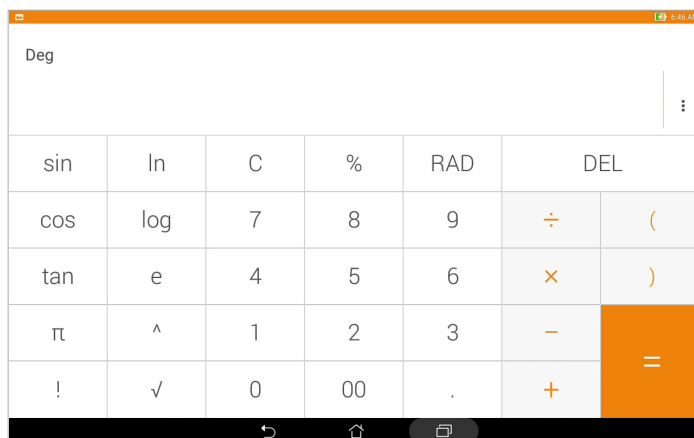 6:46 AM
Deg
sin ln C % RAD DEL
cos log 7 8 9 ÷ (
tan e 4 5 6 × )
π ^ 1 2 3 −
! √ 0 00 . + =